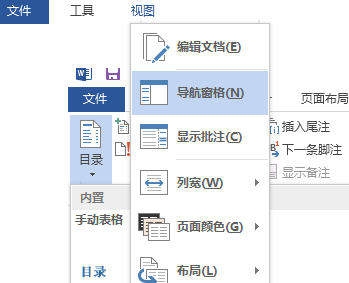 文件 工具 视图
编辑文档(E)
导航窗格(N)
显示批注(C)
列宽(W)
页面颜色(G)
布局(L)
文件 页面布局
目录
插入尾注
下一条脚注
显示备注
内置
手动表格
目录